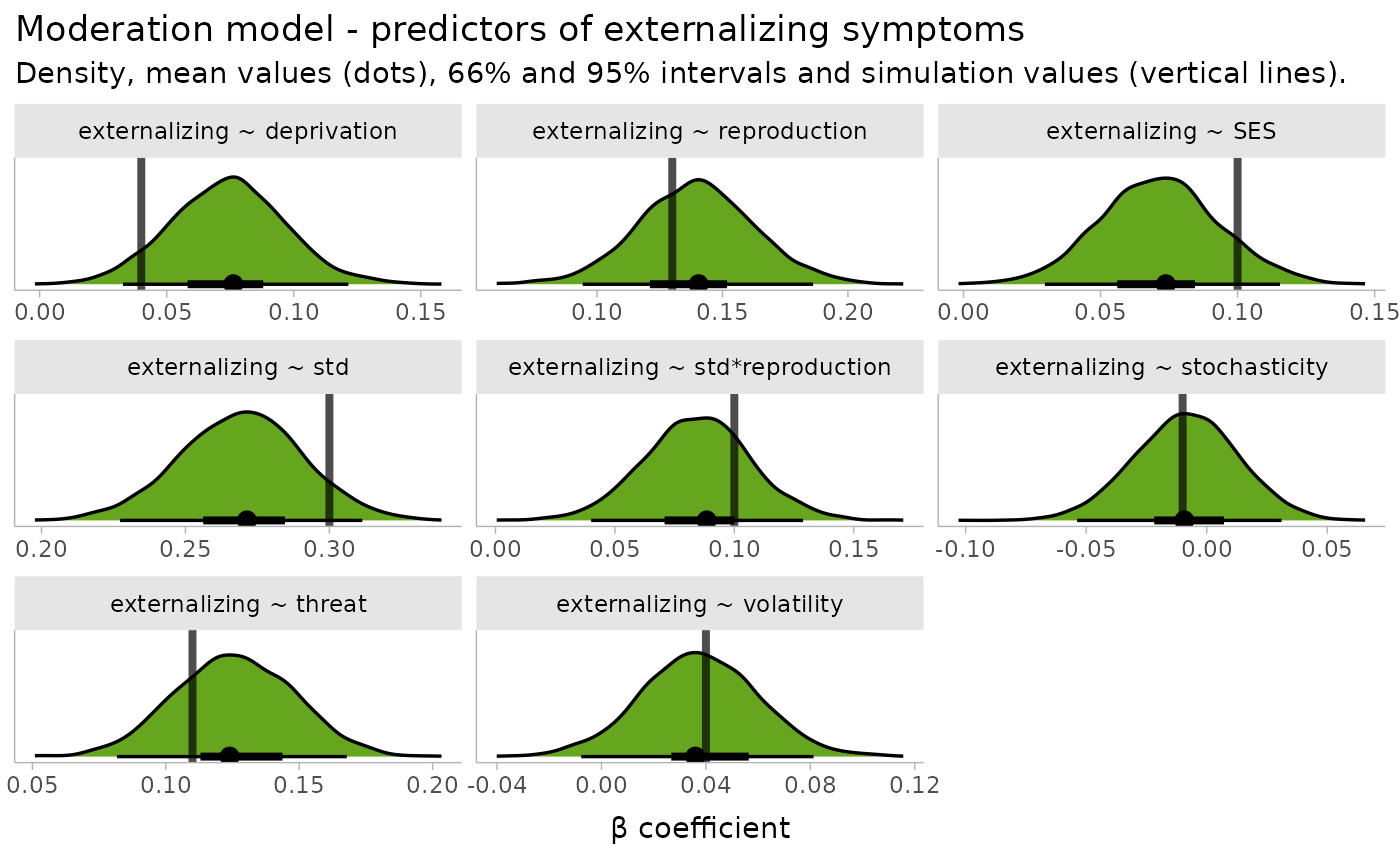 Moderation model - predictors of externalizing symptoms
Density, mean values (dots), 66% and 95% intervals and simulation values (vertical lines).
externalizing ~ deprivation
0.00 0.05 0.10 0.15
externalizing ~ reproduction
0.10 0.15 0.20
externalizing ~ SES
0.00 0.05 0.10 0.15
externalizing ~ std
0.20 0.25 0.30
externalizing ~ std*reproduction
0.00 0.05 0.10 0.15
externalizing ~ stochasticity
-0.10 -0.05 0.00 0.05
externalizing ~ threat
0.05 0.10 0.15 0.20
externalizing ~ volatility
-0.04 0.00 0.04 0.08 0.12
β coefficient